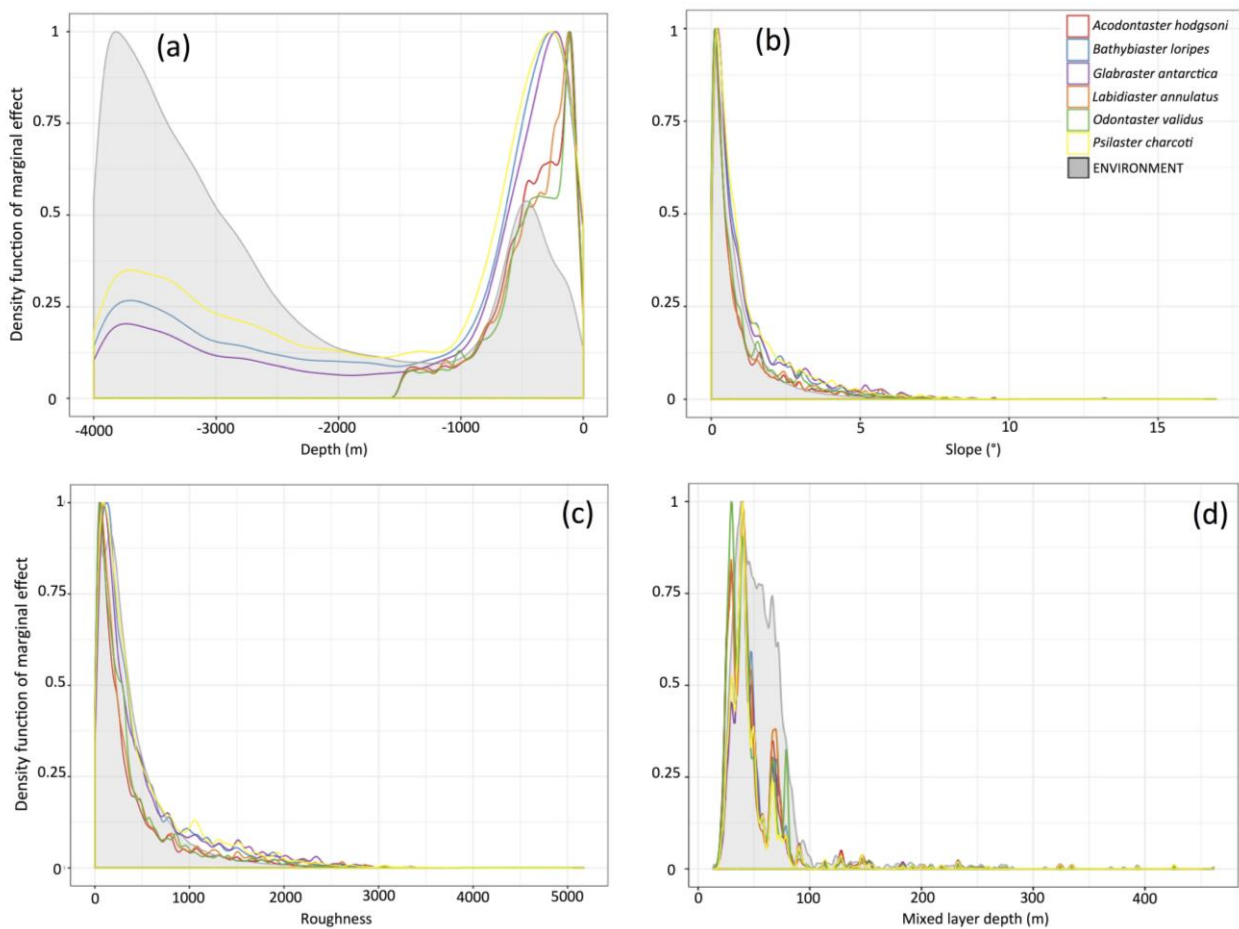 (a)
Density function of marginal effect
1
0.75
0.5
0.25
0
-4000
-3000
-2000
-1000
0
Depth (m)
(b)
Acodontaster hodgsoni
Bathybiaster loripes
Glabraster antarctica
Labidiaster annulatus
Odontaster validus
Psilaster charcoti
ENVIRONMENT
1
0.75
0.5
0.25
0
0
5
10
15
Slope (°)
(c)
Density function of marginal effect
1
0.75
0.5
0.25
0
0
1000
2000
3000
4000
5000
Roughness
(d)
1
0.75
0.5
0.25
0
0
100
200
300
400
Mixed layer depth (m)